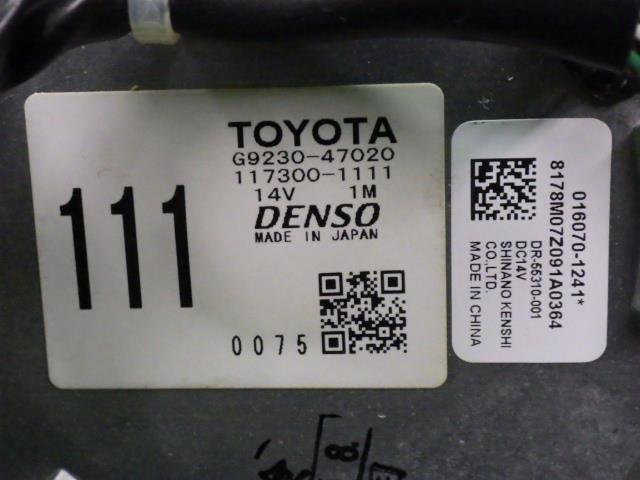 111
TOYOTA
G9230-47020
117300-1111
14V 1M
DENSO
MADE IN JAPAN
0075
016070-1241*
8178M07Z091A0364
DR-55310-001
DC14V
SHINANO KENSHI
CO.,LTD.
MADE IN CHINA